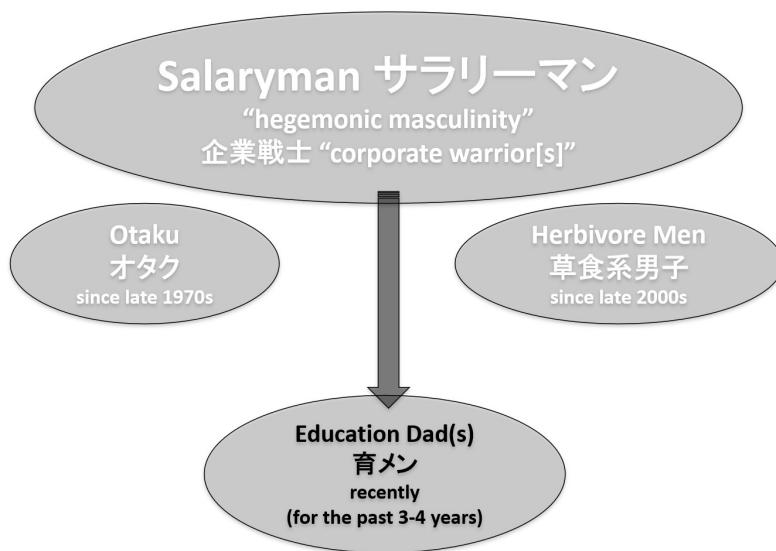 Salaryman サラリーマン
“hegemonic masculinity”
企業戦士 “corporate warrior[s]”
Otaku
オタク
since late 1970s
Herbivore Men
草食系男子
since late 2000s
Education Dad(s)
育メン
recently
(for the past 3-4 years)